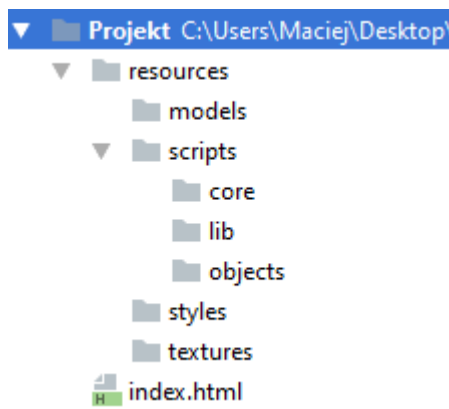 Projekt C:\Users\Maciej\Desktop\
resources
models
scripts
core
lib
objects
styles
textures
index.html